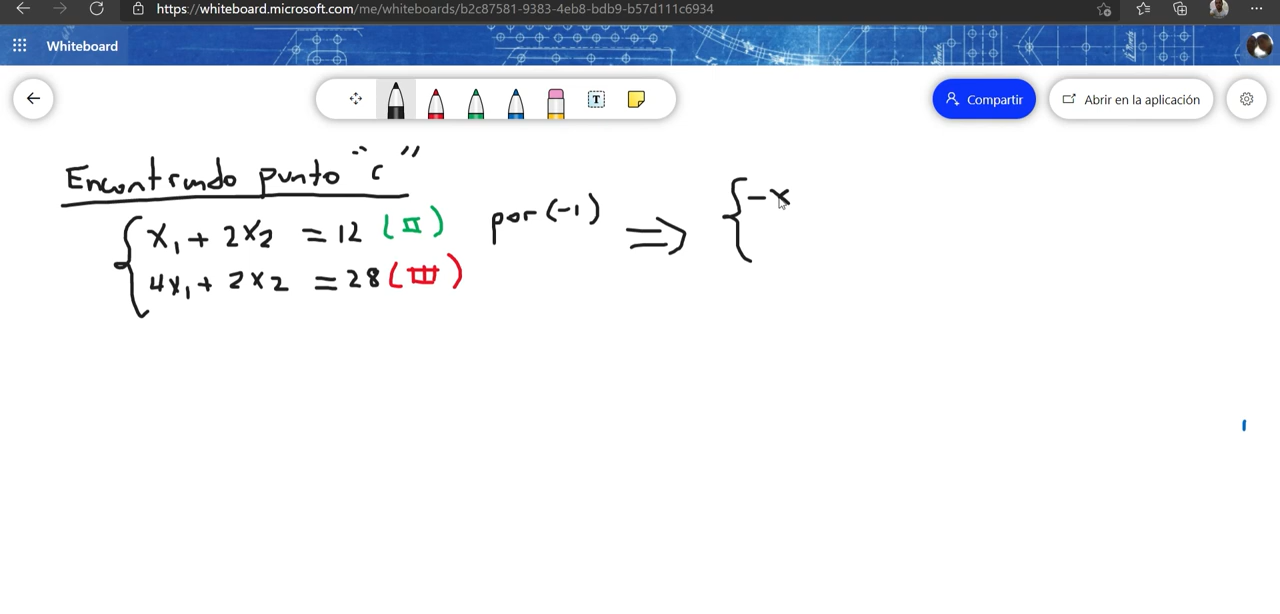 https://whiteboard.microsoft.com/me/whiteboards/b2c87581-9383-4eb8-bdb9-b57d111c6934
Whiteboard
T
Compartir
Abrir en la aplicación
Encontrando punto "c"
x₁ + 2x2 = 12 (II) por (-1) ⇒ { -x
4x₁ + 2x2 = 28 (III)